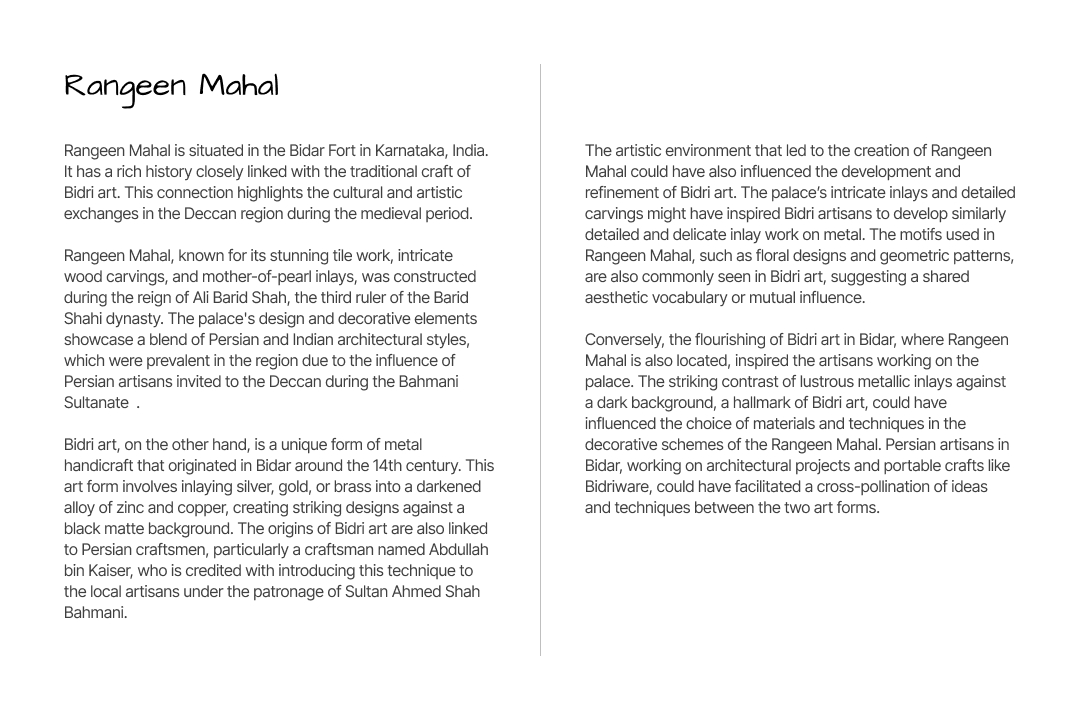 Rangeen Mahal
Rangeen Mahal is situated in the Bidar Fort in Karnataka, India.
It has a rich history closely linked with the traditional craft of
Bidri art. This connection highlights the cultural and artistic
exchanges in the Deccan region during the medieval period.
Rangeen Mahal, known for its stunning tile work, intricate
wood carvings, and mother-of-pearl inlays, was constructed
during the reign of Ali Barid Shah, the third ruler of the Barid
Shahi dynasty. The palace's design and decorative elements
showcase a blend of Persian and Indian architectural styles,
which were prevalent in the region due to the influence of
Persian artisans invited to the Deccan during the Bahmani
Sultanate  .
Bidri art, on the other hand, is a unique form of metal
handicraft that originated in Bidar around the 14th century. This
art form involves inlaying silver, gold, or brass into a darkened
alloy of zinc and copper, creating striking designs against a
black matte background. The origins of Bidri art are also linked
to Persian craftsmen, particularly a craftsman named Abdullah
bin Kaiser, who is credited with introducing this technique to
the local artisans under the patronage of Sultan Ahmed Shah
Bahmani.
The artistic environment that led to the creation of Rangeen
Mahal could have also influenced the development and
refinement of Bidri art. The palace’s intricate inlays and detailed
carvings might have inspired Bidri artisans to develop similarly
detailed and delicate inlay work on metal. The motifs used in
Rangeen Mahal, such as floral designs and geometric patterns,
are also commonly seen in Bidri art, suggesting a shared
aesthetic vocabulary or mutual influence.
Conversely, the flourishing of Bidri art in Bidar, where Rangeen
Mahal is also located, inspired the artisans working on the
palace. The striking contrast of lustrous metallic inlays against
a dark background, a hallmark of Bidri art, could have
influenced the choice of materials and techniques in the
decorative schemes of the Rangeen Mahal. Persian artisans in
Bidar, working on architectural projects and portable crafts like
Bidriware, could have facilitated a cross-pollination of ideas
and techniques between the two art forms.